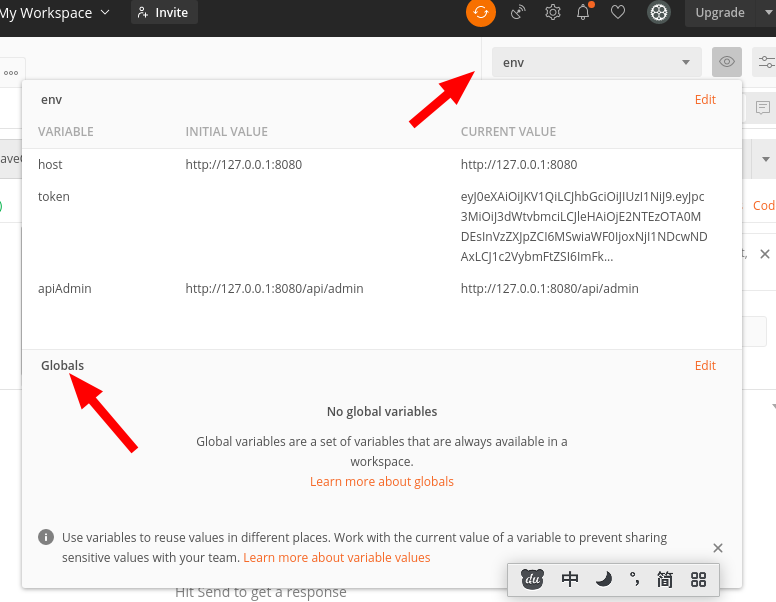 My Workspace Invite Upgrade
env
env Edit
VARIABLE INITIAL VALUE CURRENT VALUE
host http://127.0.0.1:8080 http://127.0.0.1:8080
token eyJ0eXAiOiJKV1QiLCJhbGciOiJIUzI1NiJ9.eyJpc
3MiOiJ3dWtvbmciLCJleHAiOjE2NTEzOTA0M
DEsInVzZXJpZCI6MSwiaWF0IjoxNjI1NDcwND
AxLCJ1c2VybmFtZSI6ImFk...
Cod
apiAdmin http://127.0.0.1:8080/api/admin http://127.0.0.1:8080/api/admin
Globals Edit
No global variables
Global variables are a set of variables that are always available in a
workspace.
Learn more about globals
Use variables to reuse values in different places. Work with the current value of a variable to prevent sharing
sensitive values with your team. Learn more about variable values
du 中 °, 简
Hit Send to get a response